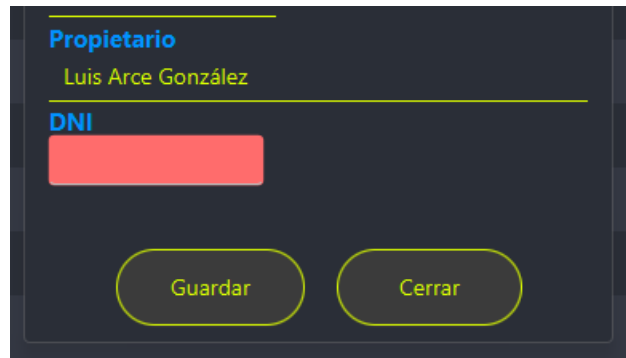 Propietario
Luis Arce González
DNI
Guardar
Cerrar